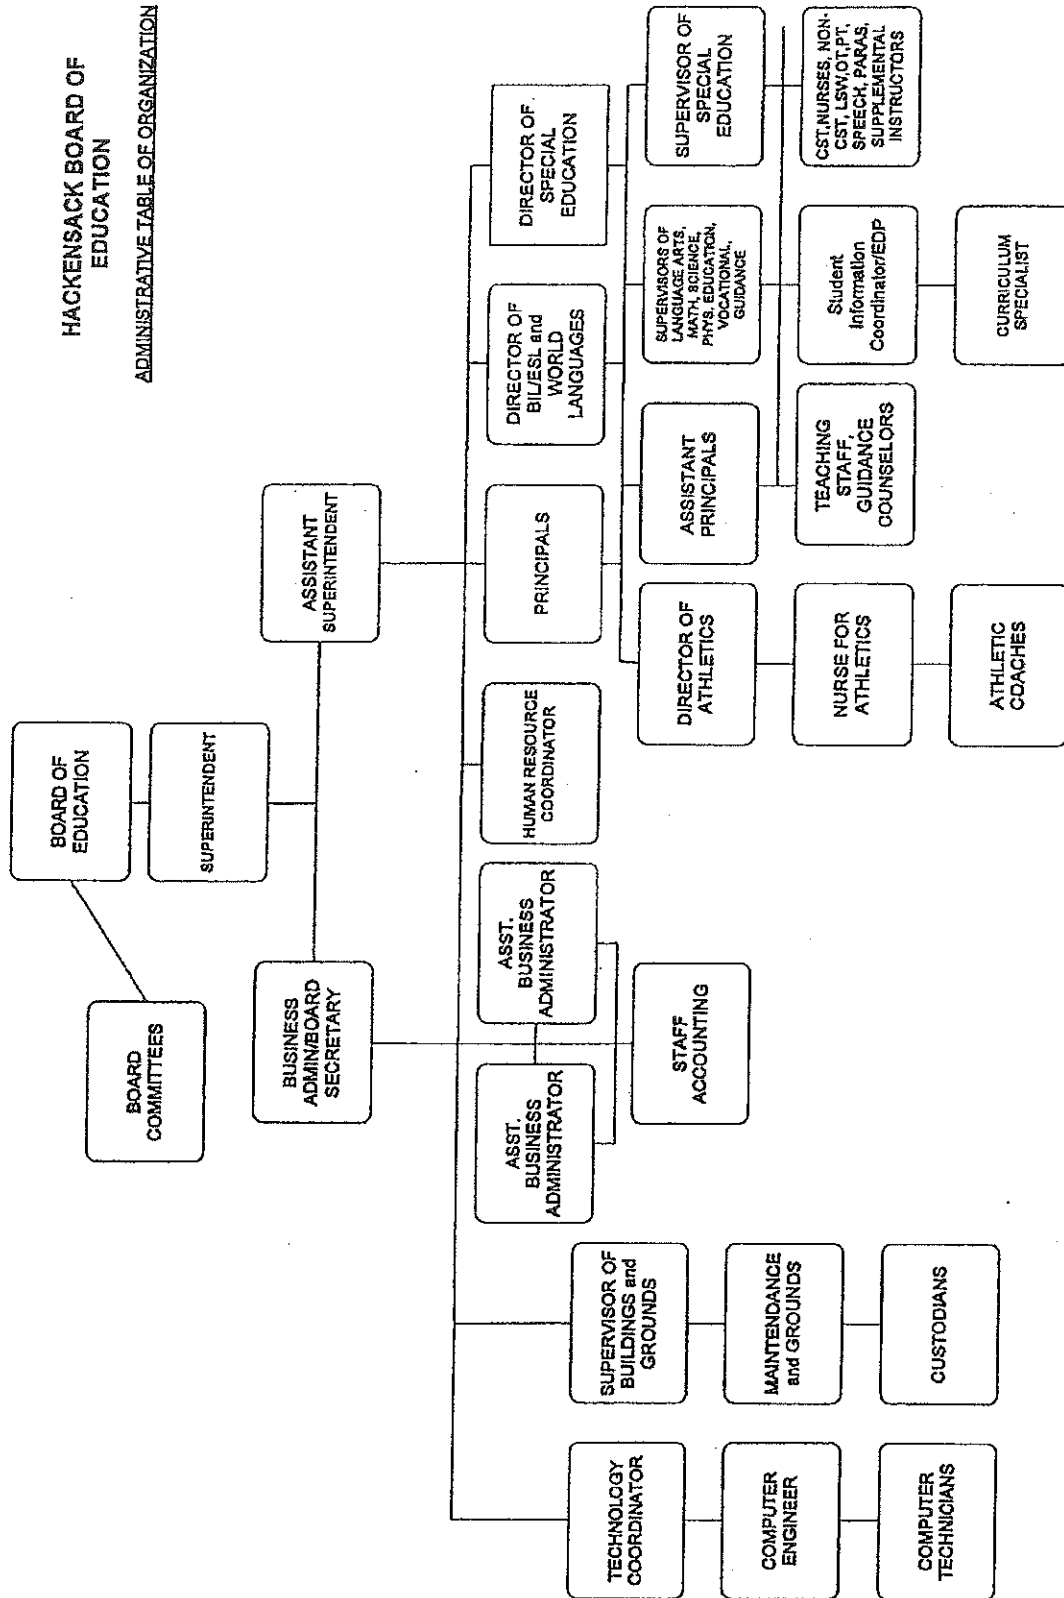 HACKENSACK BOARD OF
EDUCATION
ADMINISTRATIVE TABLE OF ORGANIZATION
BOARD OF
EDUCATION
BOARD
COMMITTEES
SUPERINTENDENT
BUSINESS
ADMIN/BOARD
SECRETARY
ASSISTANT
SUPERINTENDENT
ASST.
BUSINESS
ADMINISTRATOR
ASST.
BUSINESS
ADMINISTRATOR
HUMAN RESOURCE
COORDINATOR
PRINCIPALS
DIRECTOR OF
BIL/ESL and
WORLD
LANGUAGES
DIRECTOR OF
SPECIAL
EDUCATION
TECHNOLOGY
COORDINATOR
SUPERVISOR OF
BUILDINGS and
GROUNDS
STAFF
ACCOUNTING
DIRECTOR OF
ATHLETICS
ASSISTANT
PRINCIPALS
SUPERVISORS OF
LANGUAGE ARTS,
MATH, SCIENCE,
PHYS. EDUCATION,
VOCATIONAL,
GUIDANCE
SUPERVISOR OF
SPECIAL
EDUCATION
COMPUTER
ENGINEER
MAINTENDANCE
and GROUNDS
NURSE FOR
ATHLETICS
TEACHING
STAFF,
GUIDANCE
COUNSELORS
Student
Information
Coordinator/EDP
CST,NURSES, NON-
CST, LSW,OT,PT,
SPEECH, PARAS,
SUPPLEMENTAL
INSTRUCTORS
COMPUTER
TECHNICIANS
CUSTODIANS
ATHLETIC
COACHES
CURRICULUM
SPECIALIST